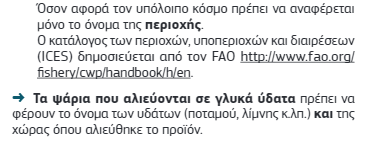 Όσον αφορά τον υπόλοιπο κόσμο πρέπει να αναφέρεται
μόνο το όνομα της περιοχής.
Ο κατάλογος των περιοχών, υποπεριοχών και διαιρέσεων
(ICES) δημοσιεύεται από τον FAO http://www.fao.org/
fishery/cwp/handbook/h/en.
➔ Τα ψάρια που αλιεύονται σε γλυκά ύδατα πρέπει να
φέρουν το όνομα των υδάτων (ποταμού, λίμνης κ.λπ.) και της
χώρας όπου αλιεύθηκε το προϊόν.